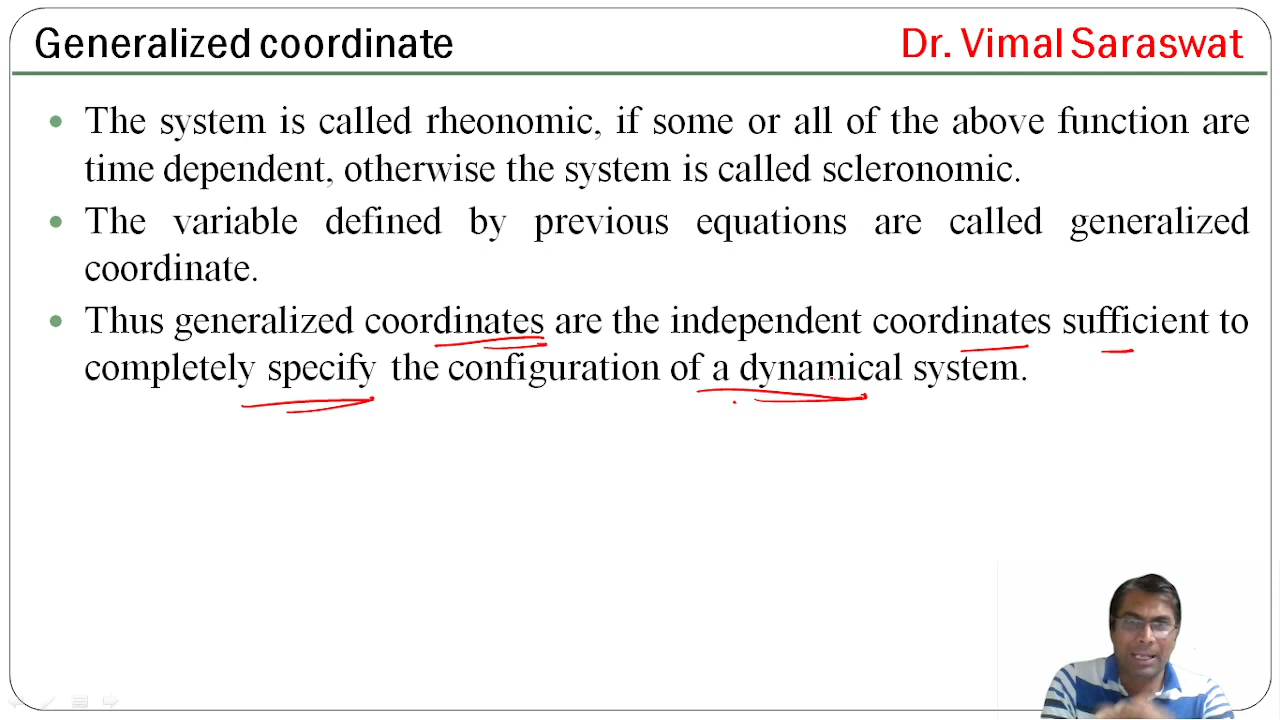 Generalized coordinate
Dr. Vimal Saraswat
The system is called rheonomic, if some or all of the above function are
time dependent, otherwise the system is called scleronomic.
The variable defined by previous equations are called generalized
coordinate.
Thus generalized coordinates are the independent coordinates sufficient to
completely specify the configuration of a dynamical system.